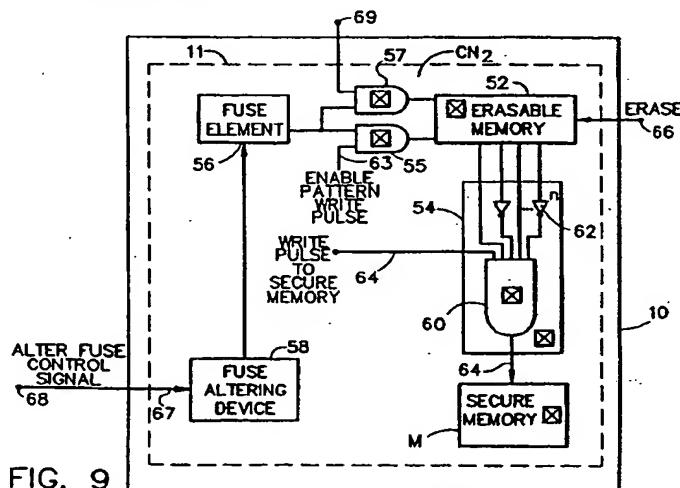 69
11
57
CN2
52
FUSE
ELEMENT
56
ERASABLE
MEMORY
ERASE
66
63
55
ENABLE
PATTERN
WRITE
PULSE
54
n
62
WRITE
PULSE
TO
SECURE
MEMORY
64
60
10
ALTER FUSE
CONTROL
SIGNAL
68
67
58
FUSE
ALTERING
DEVICE
64
SECURE
MEMORY
M
FIG. 9